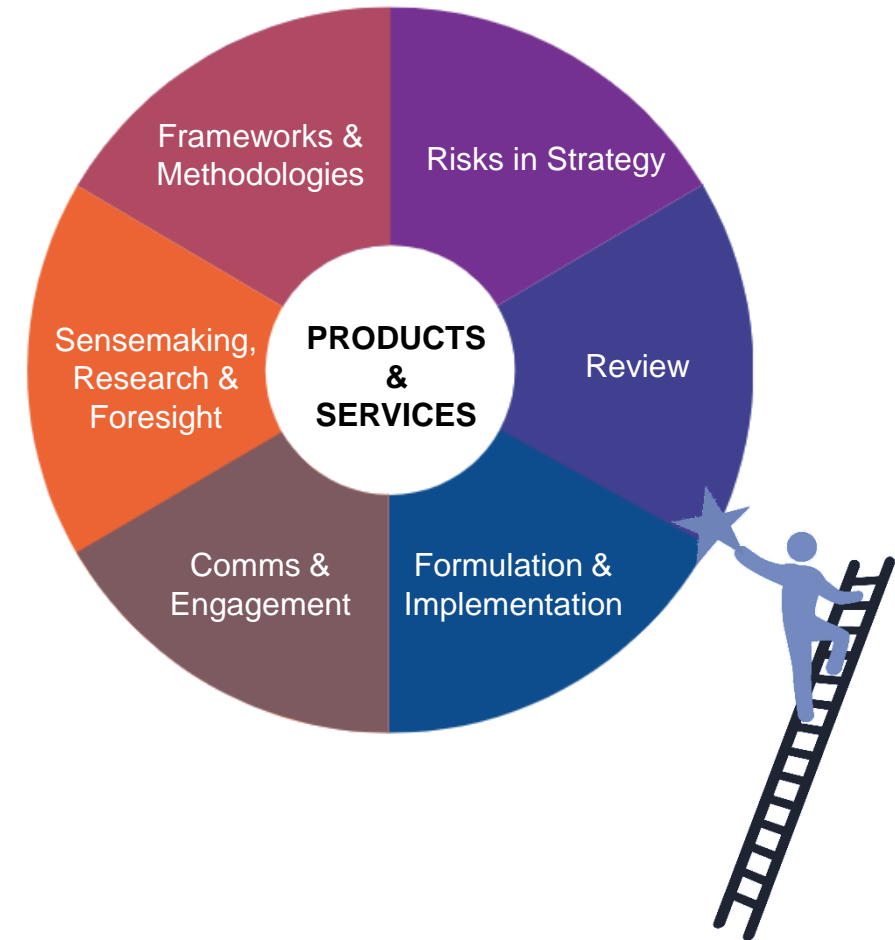 Frameworks &
Methodologies
Risks in Strategy
Sensemaking,
Research &
Foresight
PRODUCTS
&
SERVICES
Review
Comms &
Engagement
Formulation &
Implementation